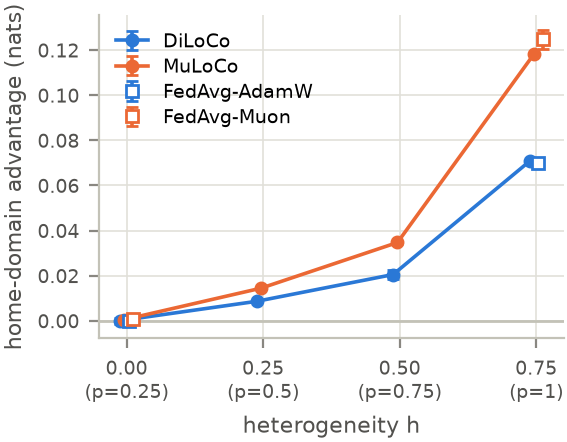 home-domain advantage (nats)
0.12
0.10
0.08
0.06
0.04
0.02
0.00
DiLoCo
MuLoCo
FedAvg-AdamW
FedAvg-Muon
0.00 0.25 0.50 0.75
(p=0.25) (p=0.5) (p=0.75) (p=1)
heterogeneity h